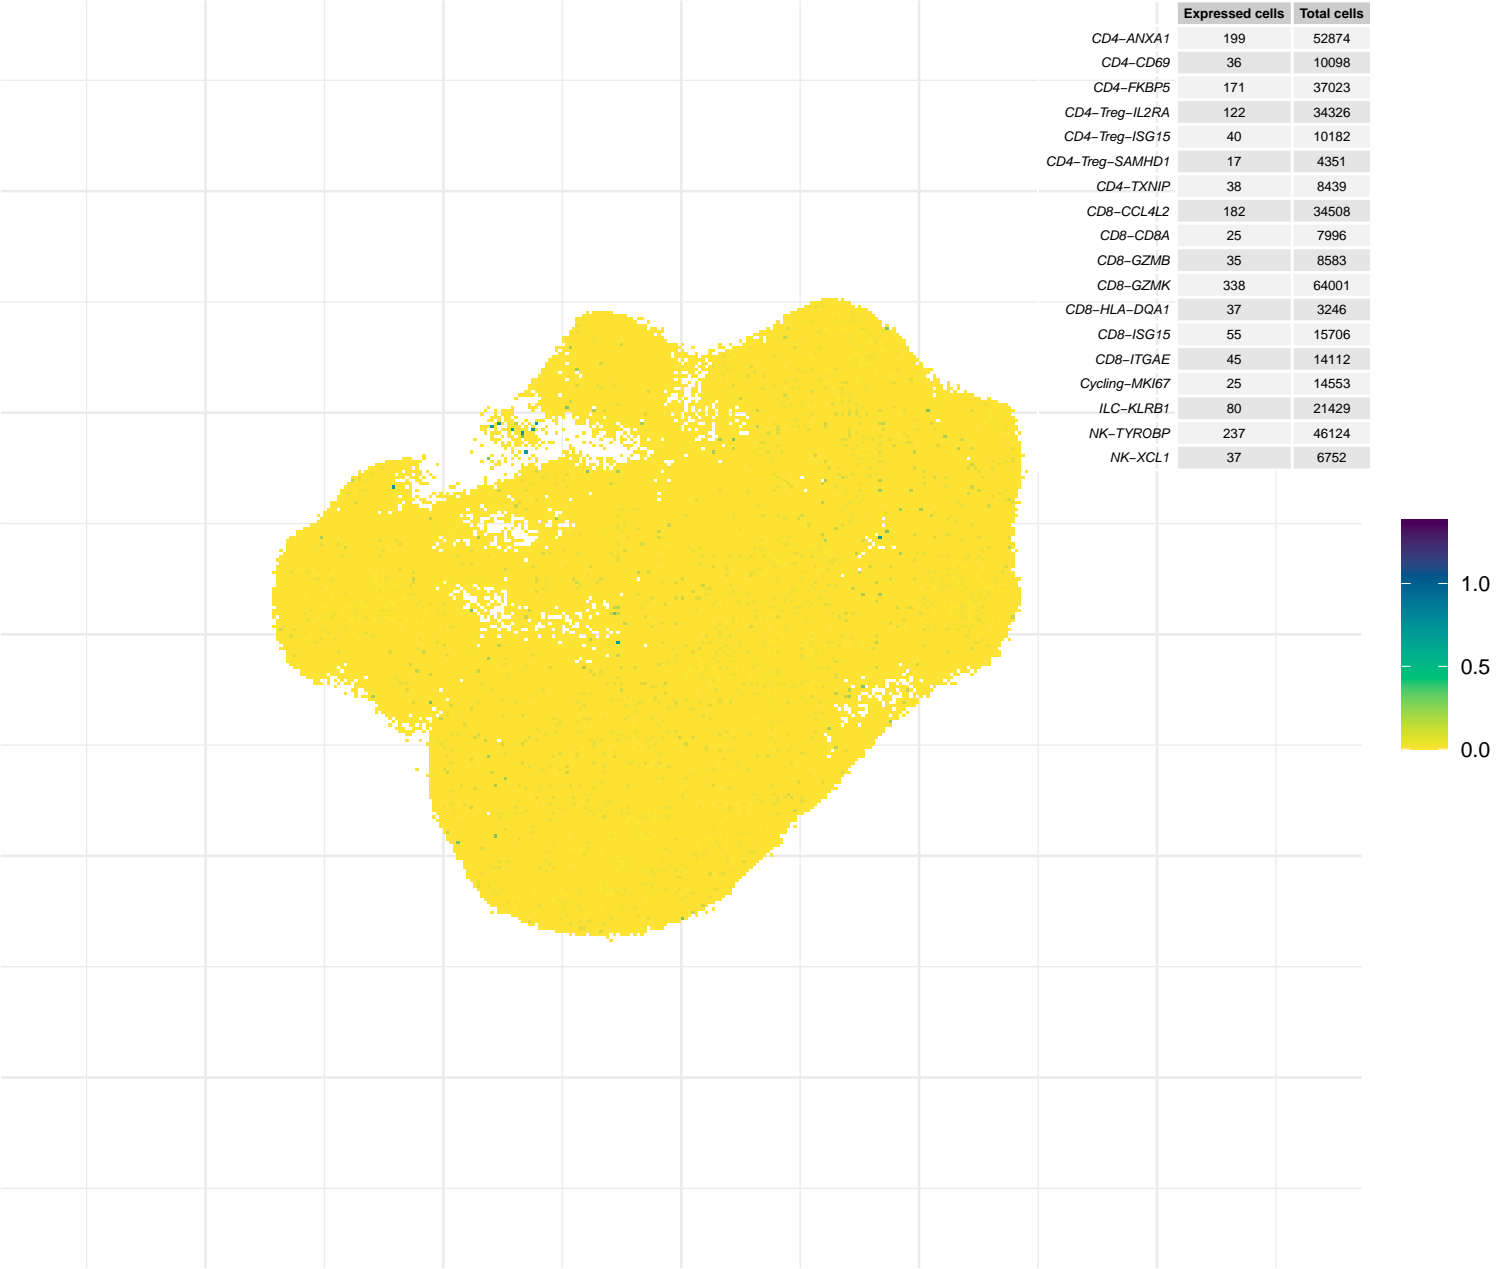 Expressed cells Total cells
CD4−ANXA1 199 52874
CD4−CD69 36 10098
CD4−FKBP5 171 37023
CD4−Treg−IL2RA 122 34326
CD4−Treg−ISG15 40 10182
CD4−Treg−SAMHD1 17 4351
CD4−TXNIP 38 8439
CD8−CCL4L2 182 34508
CD8−CD8A 25 7996
CD8−GZMB 35 8583
CD8−GZMK 338 64001
CD8−HLA−DQA1 37 3246
CD8−ISG15 55 15706
CD8−ITGAE 45 14112
Cycling−MKI67 25 14553
ILC−KLRB1 80 21429
NK−TYROBP 237 46124
NK−XCL1 37 6752
1.0
0.5
0.0